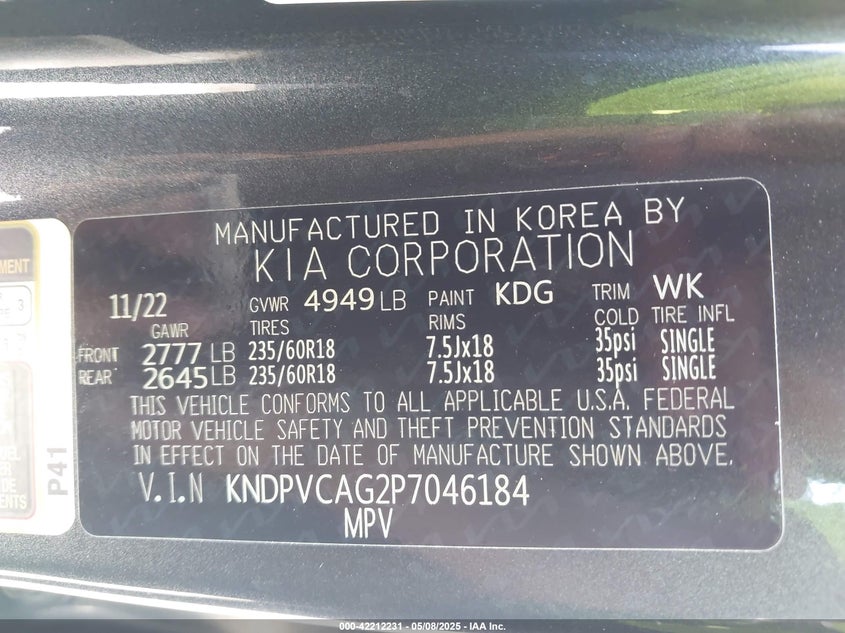 MANUFACTURED IN KOREA BY
KIA CORPORATION
11/22 GVWR 4949 LB PAINT KDG TRIM WK
GAWR TIRES RIMS COLD TIRE INFL
FRONT 2777 LB 235/60R18 7.5Jx18 35psi SINGLE
REAR 2645 LB 235/60R18 7.5Jx18 35psi SINGLE
THIS VEHICLE CONFORMS TO ALL APPLICABLE U.S.A. FEDERAL
MOTOR VEHICLE SAFETY AND THEFT PREVENTION STANDARDS
IN EFFECT ON THE DATE OF MANUFACTURE SHOWN ABOVE.
V.I.N KNDPVCAG2P7046184
MPV
P41
000-42212231 - 05/08/2025 - IAA Inc.